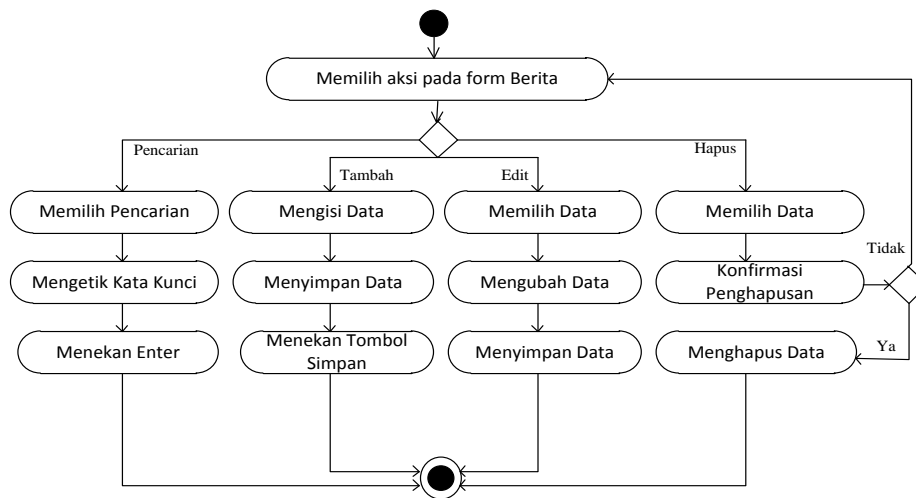 Memilih aksi pada form Berita
Pencarian
Hapus
Tambah
Edit
Memilih Pencarian
Mengisi Data
Memilih Data
Memilih Data
Tidak
Mengetik Kata Kunci
Menyimpan Data
Mengubah Data
Konfirmasi
Penghapusan
Menekan Enter
Menekan Tombol
Simpan
Menyimpan Data
Menghapus Data
Ya